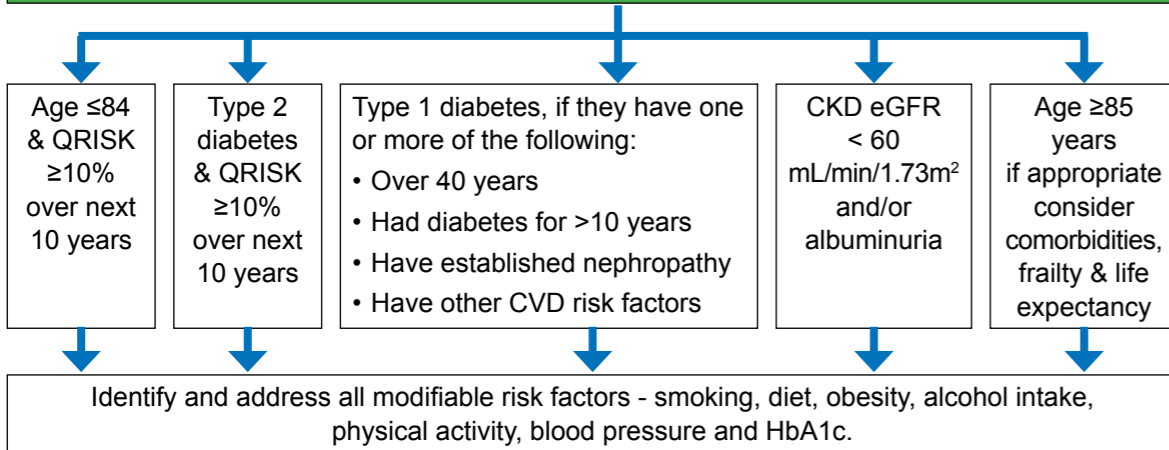 Age ≤84
& QRISK
≥10%
over next
10 years
Type 2
diabetes
& QRISK
≥10%
over next
10 years
Type 1 diabetes, if they have one
or more of the following:
• Over 40 years
• Had diabetes for >10 years
• Have established nephropathy
• Have other CVD risk factors
CKD eGFR
< 60
mL/min/1.73m²
and/or
albuminuria
Age ≥85
years
if appropriate
consider
comorbidities,
frailty & life
expectancy
Identify and address all modifiable risk factors - smoking, diet, obesity, alcohol intake,
physical activity, blood pressure and HbA1c.